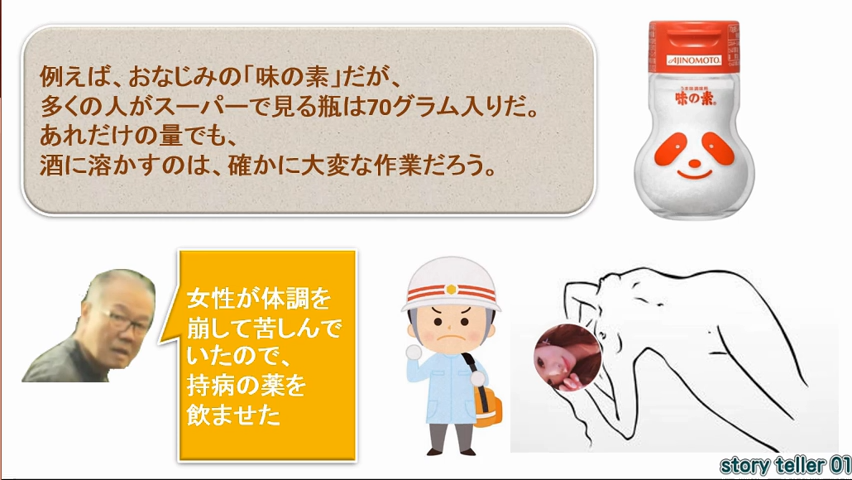 例えば、おなじみの「味の素」だが、
多くの人がスーパーで見る瓶は70グラム入りだ。
あれだけの量でも、
酒に溶かすのは、確かに大変な作業だろう。
AJINOMOTO
味の素
女性が体調を
崩して苦しんで
いたので、
持病の薬を
飲ませた
story teller 01